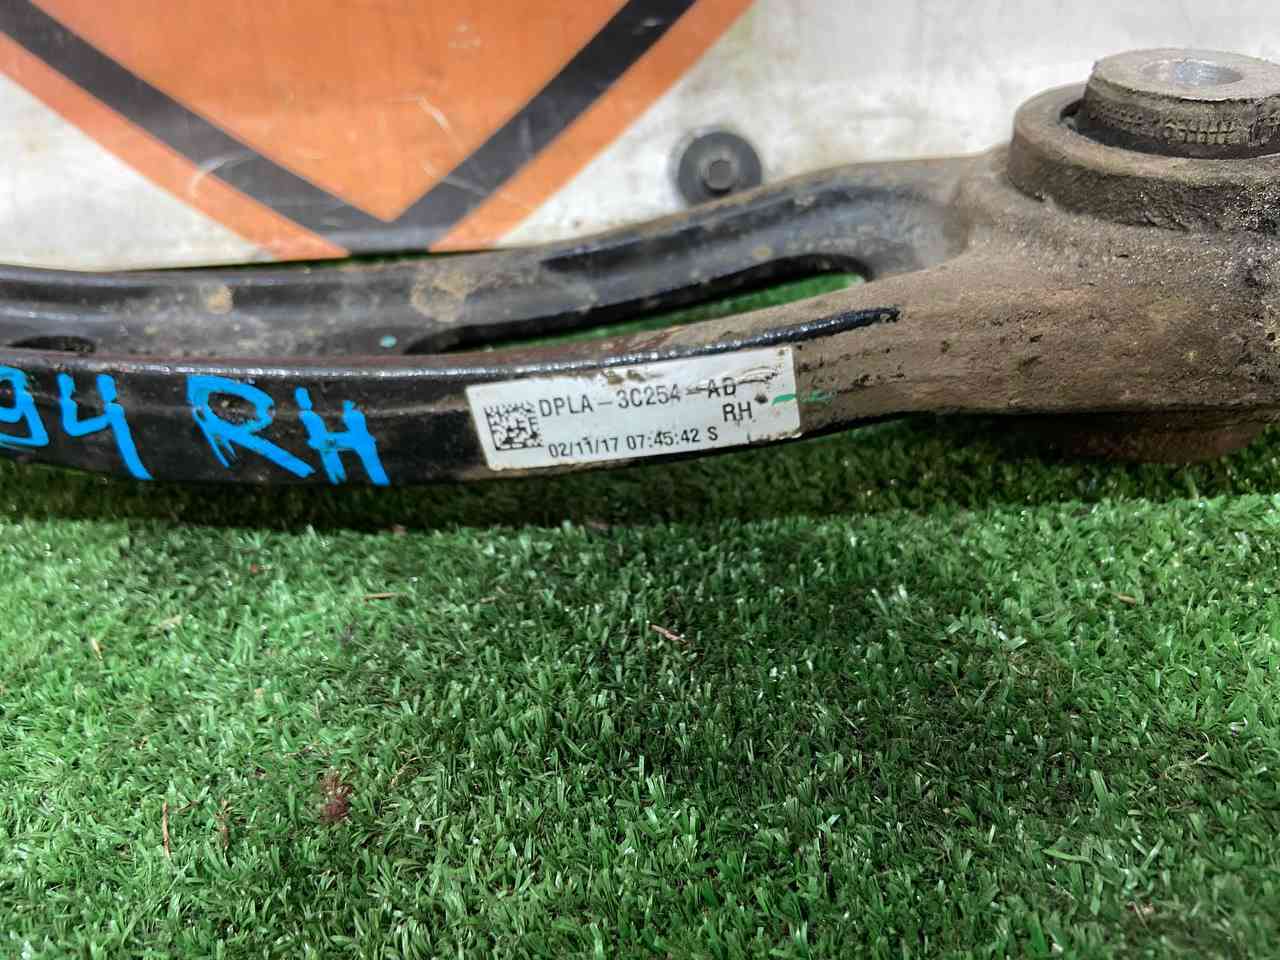 94 RH
DPLA-3C254-AD
RH
02/11/17 07:45:42 S